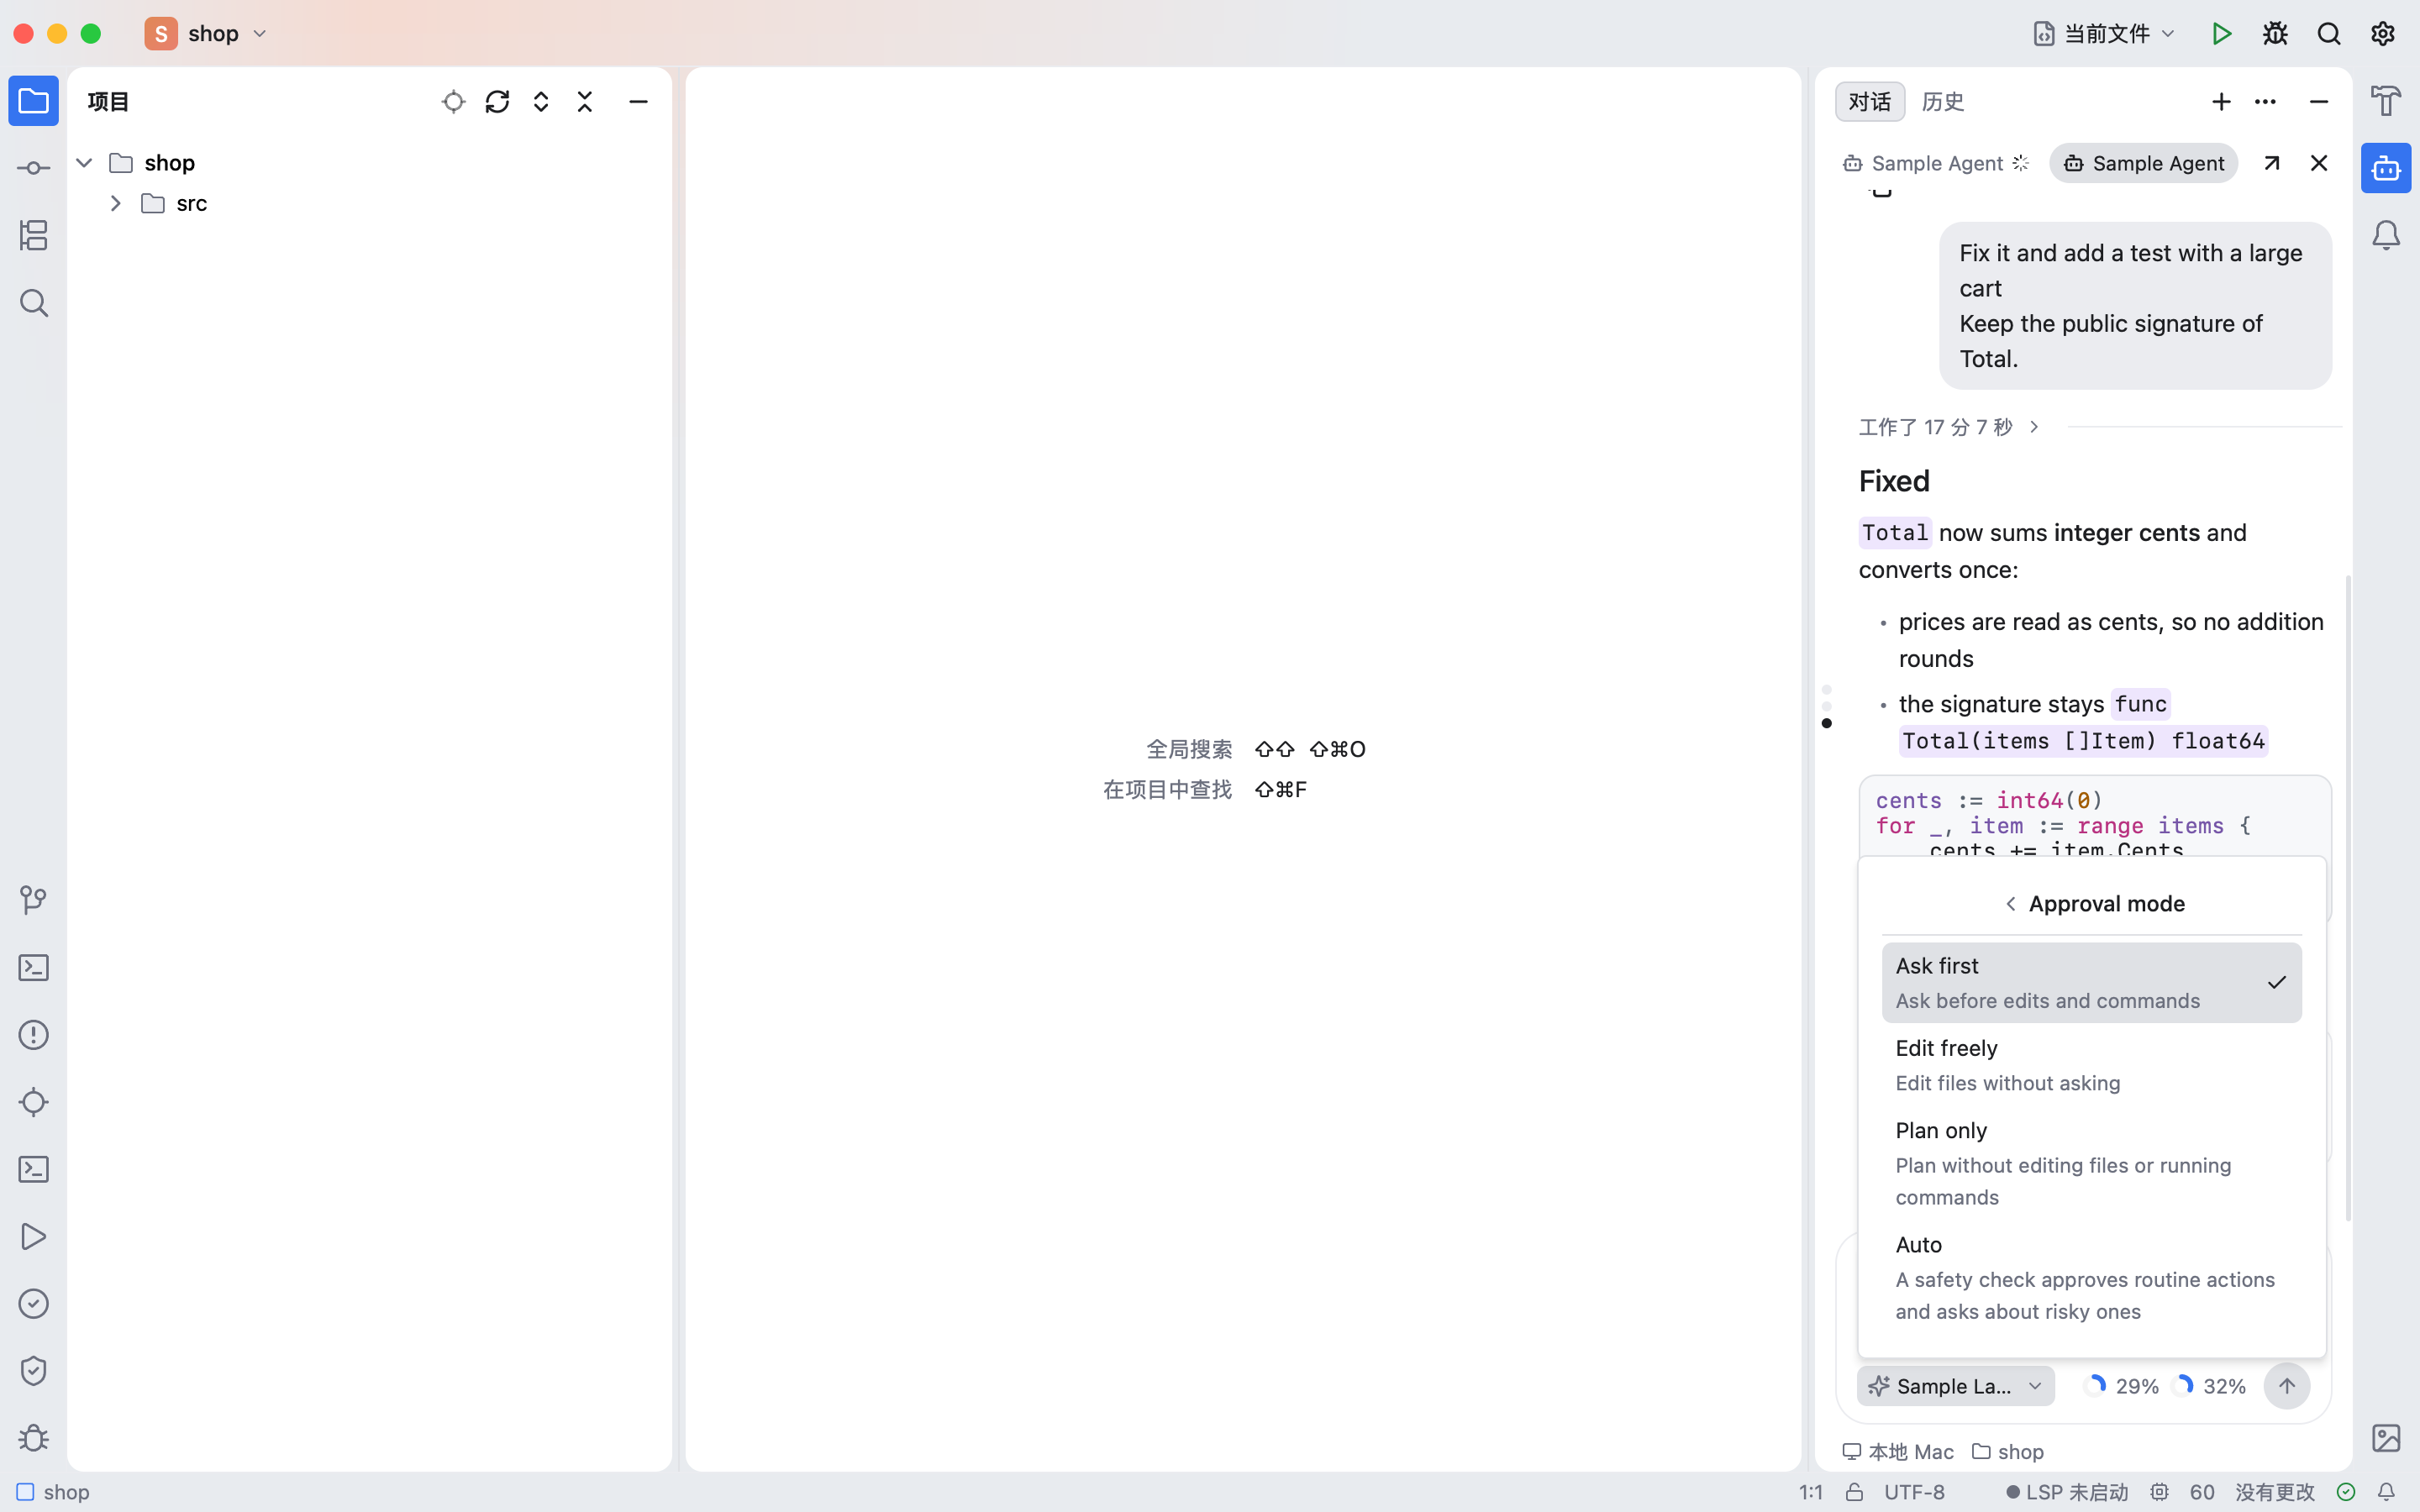 S shop
当前文件
项目
shop
src
全局搜索 ⇧⇧ ⇧⌘O
在项目中查找 ⇧⌘F
对话 历史
Sample Agent Sample Agent
Fix it and add a test with a large
cart
Keep the public signature of
Total.
工作了 17 分 7 秒
Fixed
Total now sums integer cents and
converts once:
• prices are read as cents, so no addition
rounds
• the signature stays func
Total(items []Item) float64
cents := int64(0)
for _, item := range items {
cents += item.Cents
Approval mode
Ask first
Ask before edits and commands
Edit freely
Edit files without asking
Plan only
Plan without editing files or running
commands
Auto
A safety check approves routine actions
and asks about risky ones
Sample La... 29% 32%
本地 Mac shop
shop
1:1 UTF-8 LSP 未启动 60 没有更改